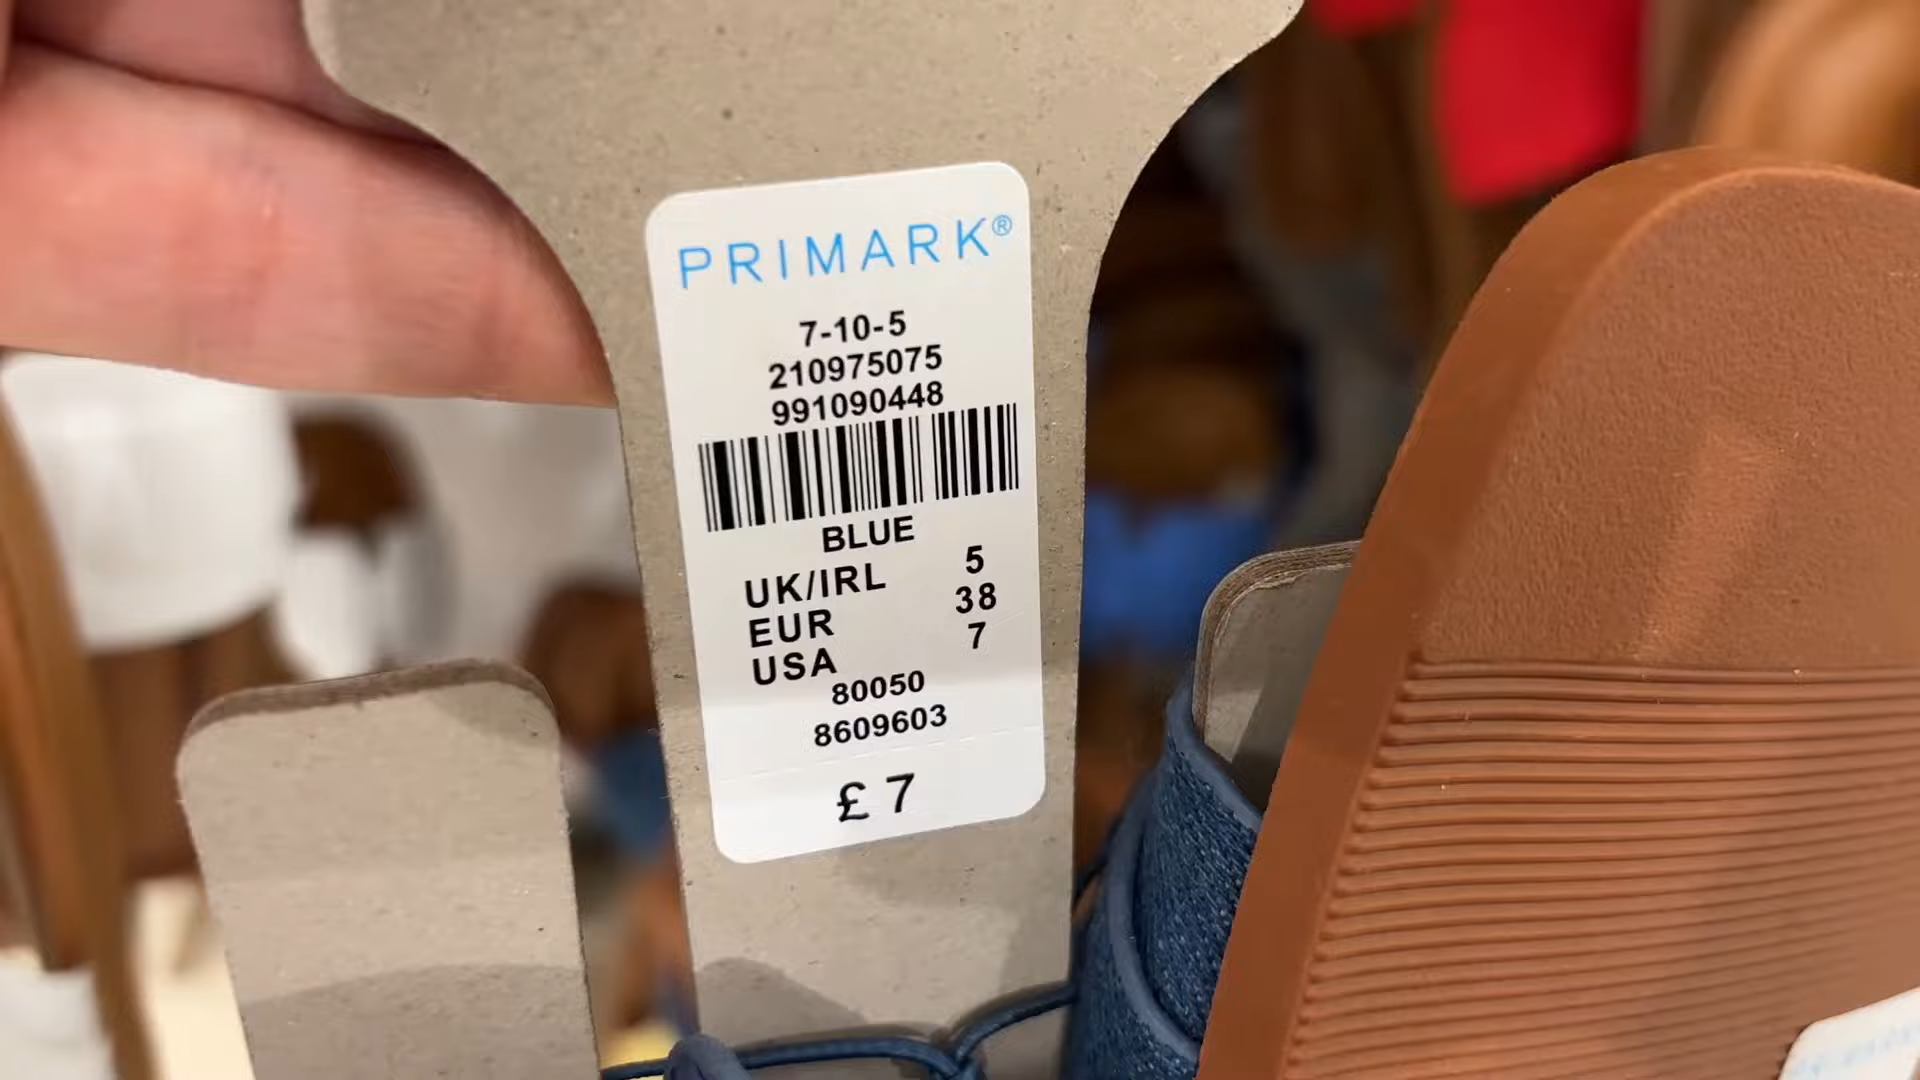 PRIMARK®
7-10-5
210975075
991090448
BLUE
UK/IRL 5
EUR 38
USA 7
80050
8609603
£7